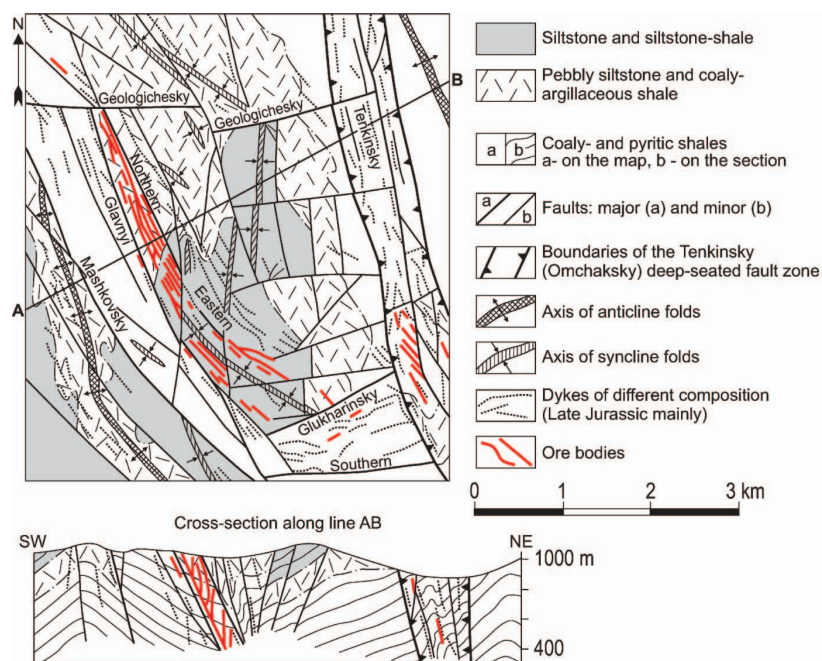 N
B
A
Geologichesky
Geologichesky
Tenkinsky
Northern-
Glavnyi
Mashkovsky
Eastern
Glukharinsky
Southern
Siltstone and siltstone-shale
Pebbly siltstone and coaly-
argillaceous shale
a b
Coaly- and pyritic shales
a- on the map, b - on the section
a
b
Faults: major (a) and minor (b)
Boundaries of the Tenkinsky
(Omchaksky) deep-seated fault zone
Axis of anticline folds
Axis of syncline folds
Dykes of different composition
(Late Jurassic mainly)
Ore bodies
0 1 2 3 km
Cross-section along line AB
SW NE
1000 m
400